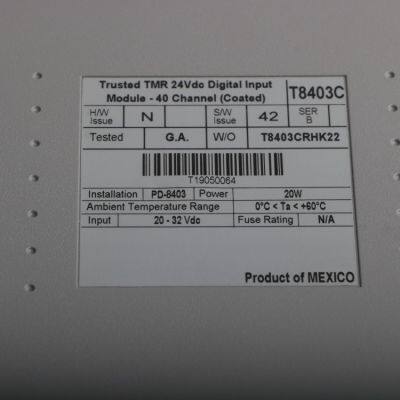 Trusted TMR 24Vdc Digital Input
Module - 40 Channel (Coated)
T8403C
H/W Issue N S/W Issue 42 SER B
Tested G.A. W/O T8403CRHK22
T19050064
Installation PD-8403 Power 20W
Ambient Temperature Range 0°C < Ta < +60°C
Input 20 - 32 Vdc Fuse Rating N/A
Product of MEXICO